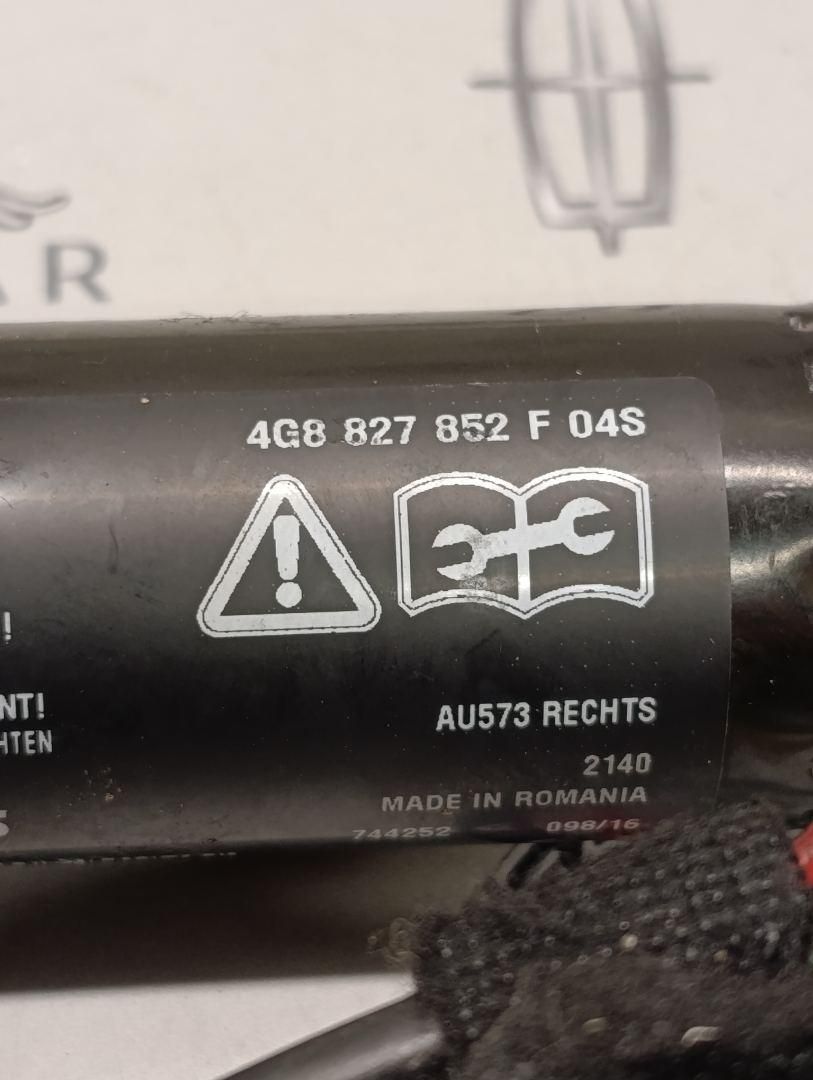 AR
4G8 827 852 F 04S
!
NT!
HTEN
AU573 RECHTS
2140
MADE IN ROMANIA
744252 098/16